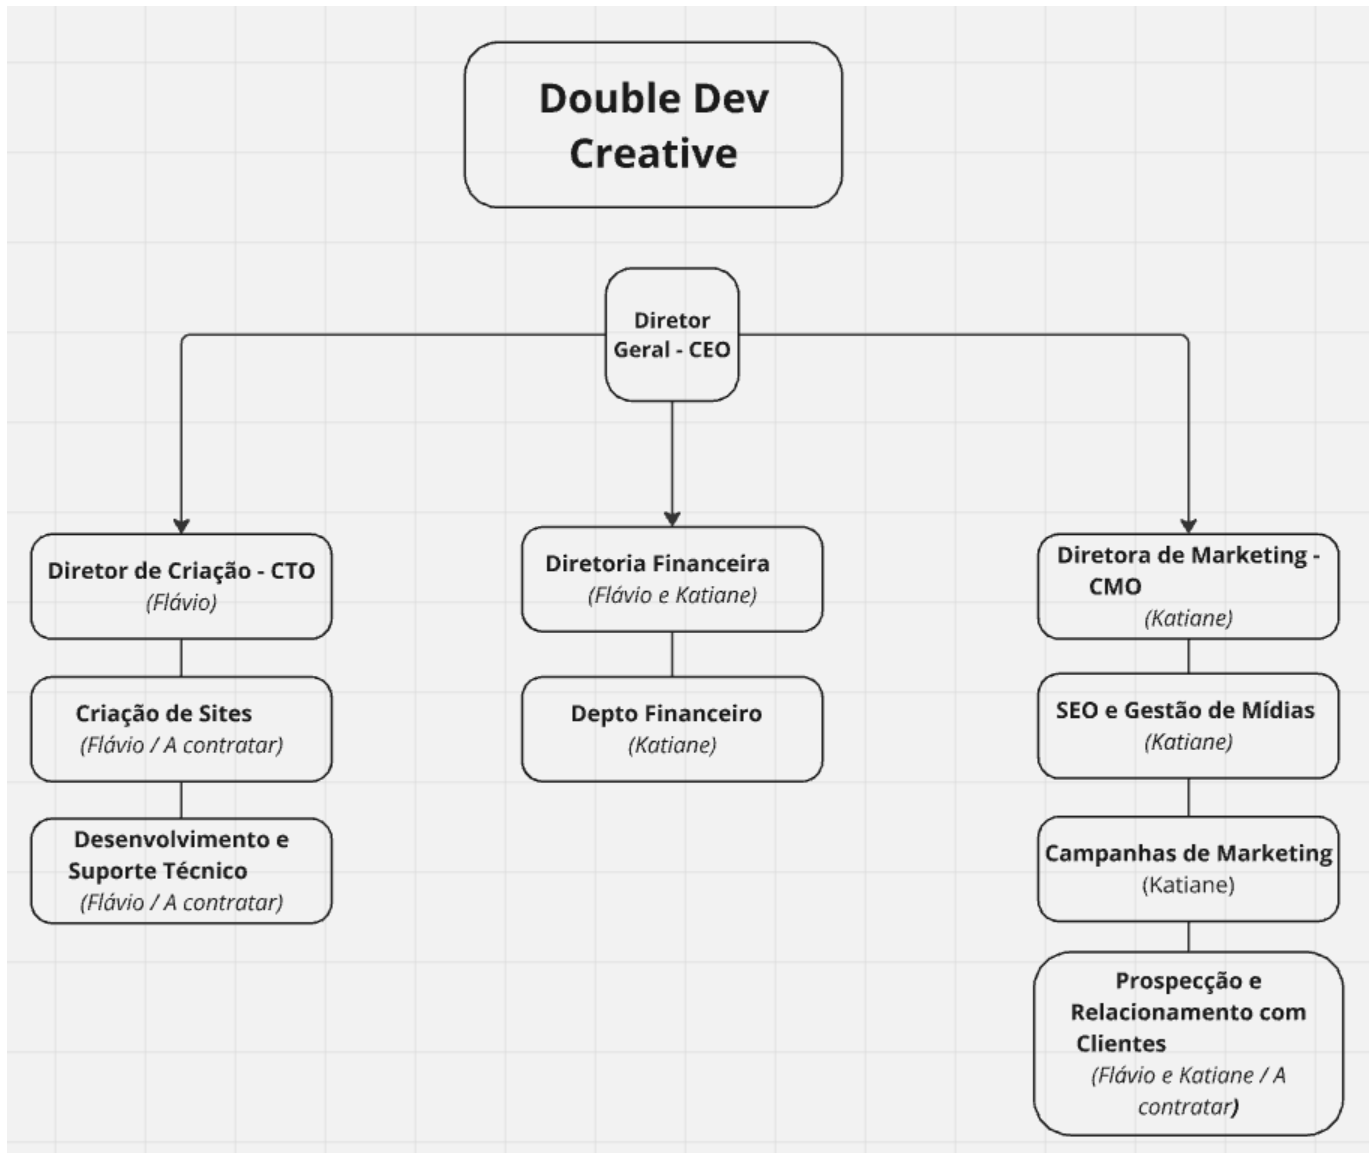 Double Dev
Creative
Diretor
Geral - CEO
Diretor de Criação - CTO
(Flávio)
Criação de Sites
(Flávio / A contratar)
Desenvolvimento e
Suporte Técnico
(Flávio / A contratar)
Diretoria Financeira
(Flávio e Katiane)
Depto Financeiro
(Katiane)
Diretora de Marketing -
CMO
(Katiane)
SEO e Gestão de Mídias
(Katiane)
Campanhas de Marketing
(Katiane)
Prospecção e
Relacionamento com
Clientes
(Flávio e Katiane / A
contratar)